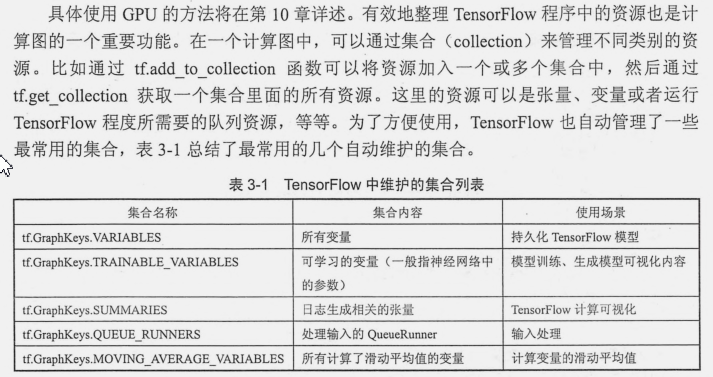 具体使用 GPU 的方法将在第 10 章详述。有效地整理 TensorFlow 程序中的资源也是计
算图的一个重要功能。在一个计算图中，可以通过集合（collection）来管理不同类别的资
源。比如通过 tf.add_to_collection 函数可以将资源加入一个或多个集合中，然后通过
tf.get_collection 获取一个集合里面的所有资源。这里的资源可以是张量、变量或者运行
TensorFlow 程度所需要的队列资源，等等。为了方便使用，TensorFlow 也自动管理了一些
最常用的集合，表 3-1 总结了最常用的几个自动维护的集合。
表 3-1 TensorFlow 中维护的集合列表
集合名称 集合内容 使用场景
tf.GraphKeys.VARIABLES 所有变量 持久化 TensorFlow 模型
tf.GraphKeys.TRAINABLE_VARIABLES 可学习的变量（一般指神经网络中 模型训练、生成模型可视化内容
的参数）
tf.GraphKeys.SUMMARIES 日志生成相关的张量 TensorFlow 计算可视化
tf.GraphKeys.QUEUE_RUNNERS 处理输入的 QueueRunner 输入处理
tf.GraphKeys.MOVING_AVERAGE_VARIABLES 所有计算了滑动平均值的变量 计算变量的滑动平均值